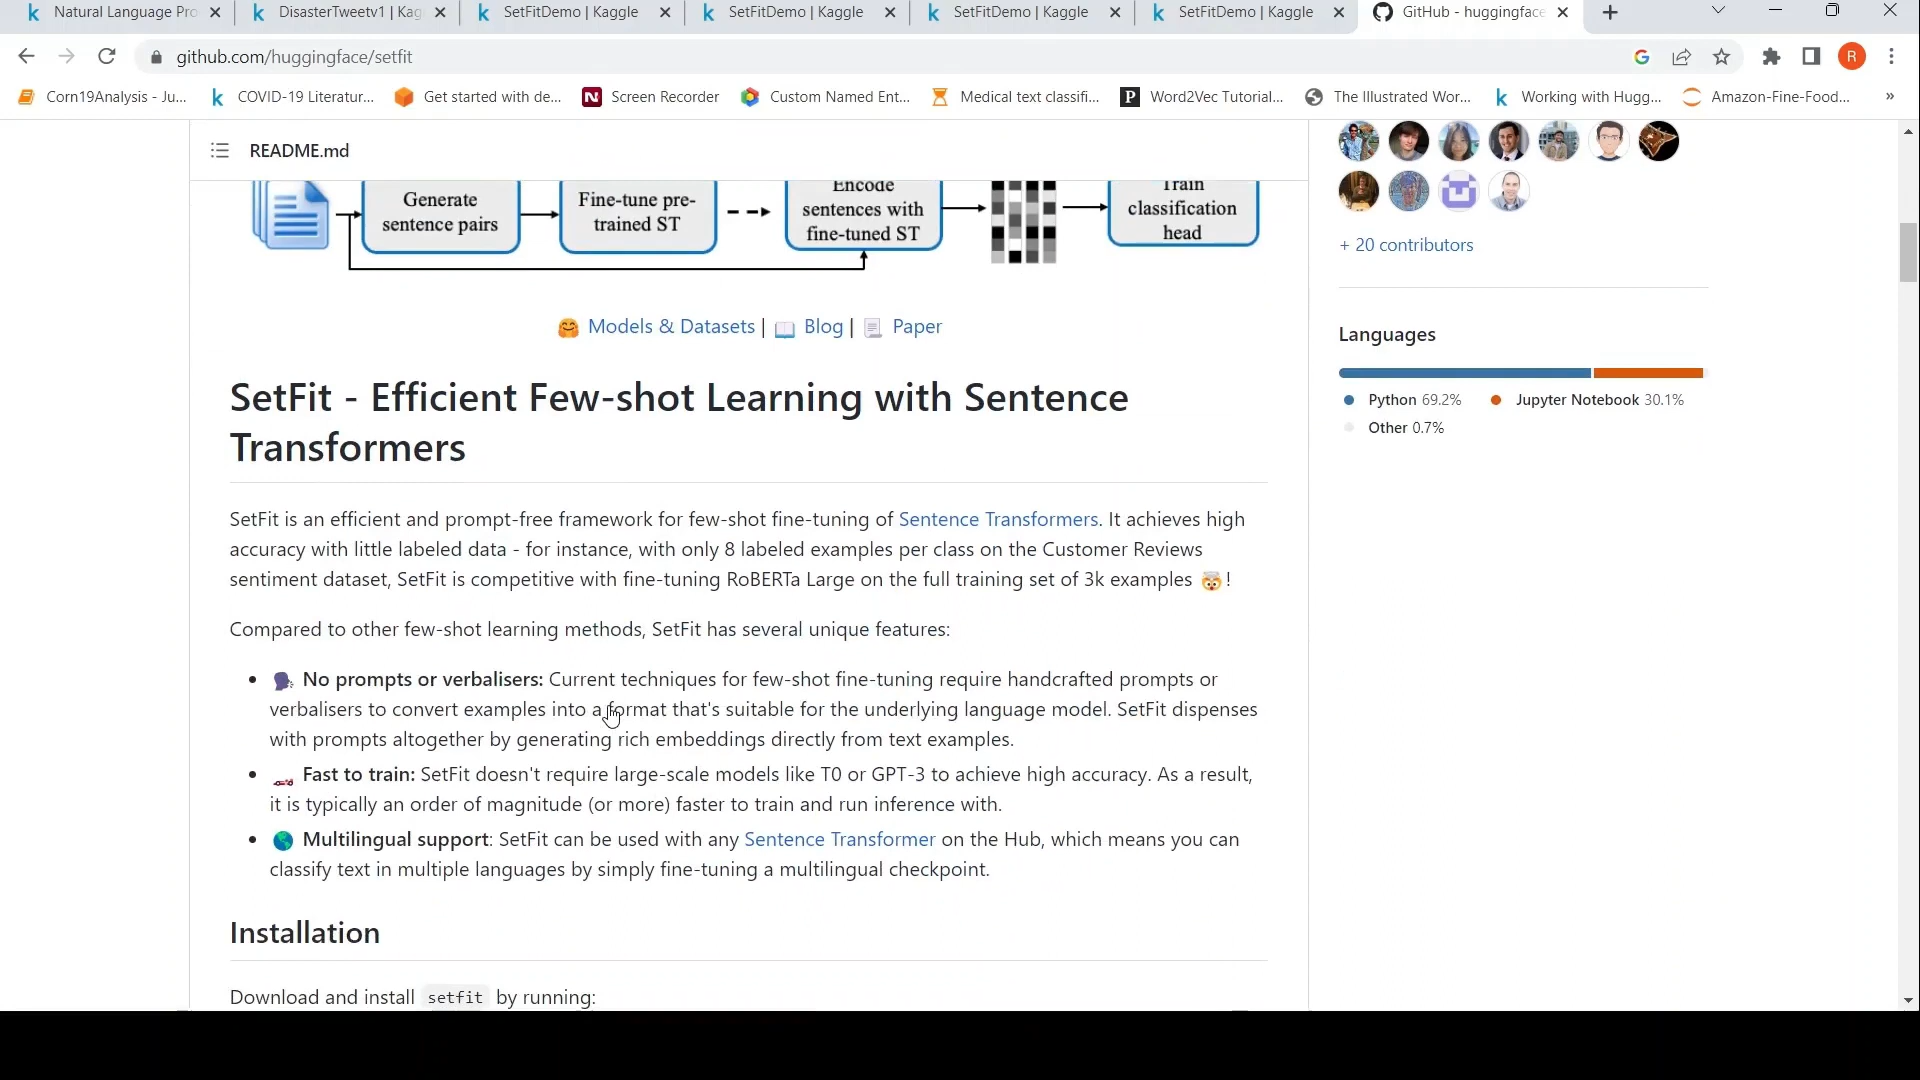 Natural Language Pro
DisasterTweetv1 | Kag
SetFitDemo | Kaggle
SetFitDemo | Kaggle
SetFitDemo | Kaggle
SetFitDemo | Kaggle
GitHub - huggingface
github.com/huggingface/setfit
R
Corn19Analysis - Ju...
COVID-19 Literatur...
Get started with de...
Screen Recorder
Custom Named Ent...
Medical text classifi...
Word2Vec Tutorial...
The Illustrated Wor...
Working with Hugg...
Amazon-Fine-Food...
»
README.md
Generate
sentence pairs
Fine-tune pre-
trained ST
Encode
sentences with
fine-tuned ST
Train
classification
head
🤗 Models & Datasets | 📖 Blog | 📃 Paper
SetFit - Efficient Few-shot Learning with Sentence
Transformers
SetFit is an efficient and prompt-free framework for few-shot fine-tuning of Sentence Transformers. It achieves high
accuracy with little labeled data - for instance, with only 8 labeled examples per class on the Customer Reviews
sentiment dataset, SetFit is competitive with fine-tuning RoBERTa Large on the full training set of 3k examples 🤯!
Compared to other few-shot learning methods, SetFit has several unique features:
• 🗣 No prompts or verbalisers: Current techniques for few-shot fine-tuning require handcrafted prompts or
verbalisers to convert examples into a format that's suitable for the underlying language model. SetFit dispenses
with prompts altogether by generating rich embeddings directly from text examples.
• 🏎 Fast to train: SetFit doesn't require large-scale models like T0 or GPT-3 to achieve high accuracy. As a result,
it is typically an order of magnitude (or more) faster to train and run inference with.
• 🌎 Multilingual support: SetFit can be used with any Sentence Transformer on the Hub, which means you can
classify text in multiple languages by simply fine-tuning a multilingual checkpoint.
Installation
Download and install setfit by running:
+ 20 contributors
Languages
Python 69.2%
Jupyter Notebook 30.1%
Other 0.7%